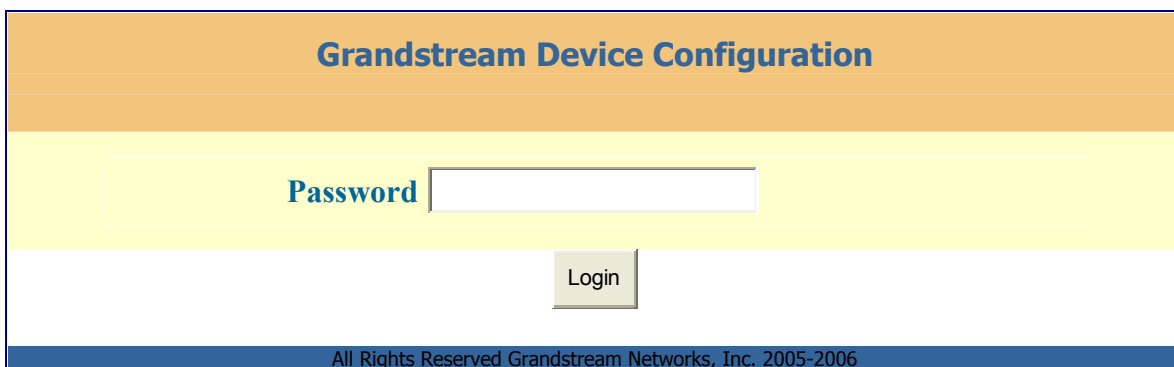 Grandstream Device Configuration
Password
Login
All Rights Reserved Grandstream Networks, Inc. 2005-2006